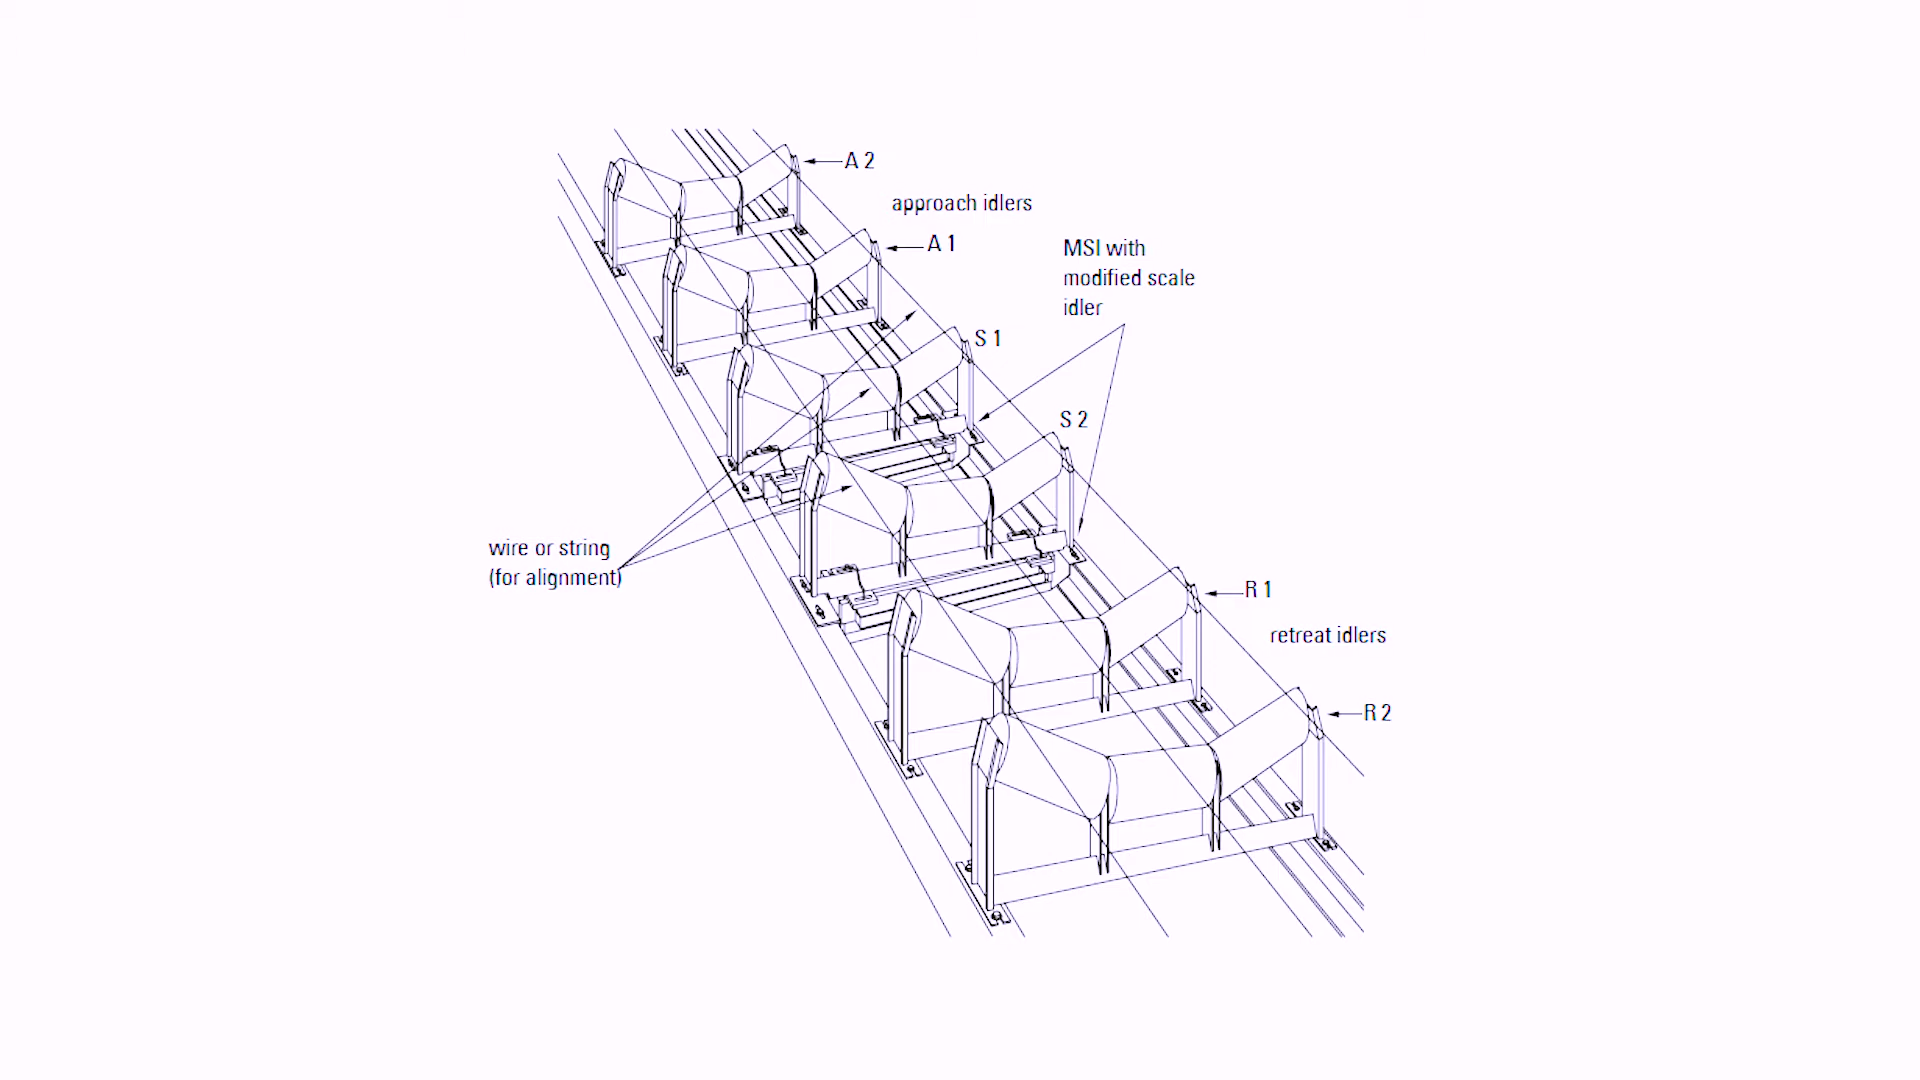 A 2
approach idlers
A 1
MSI with
modified scale
idler
S 1
S 2
wire or string
(for alignment)
R 1
retreat idlers
R 2